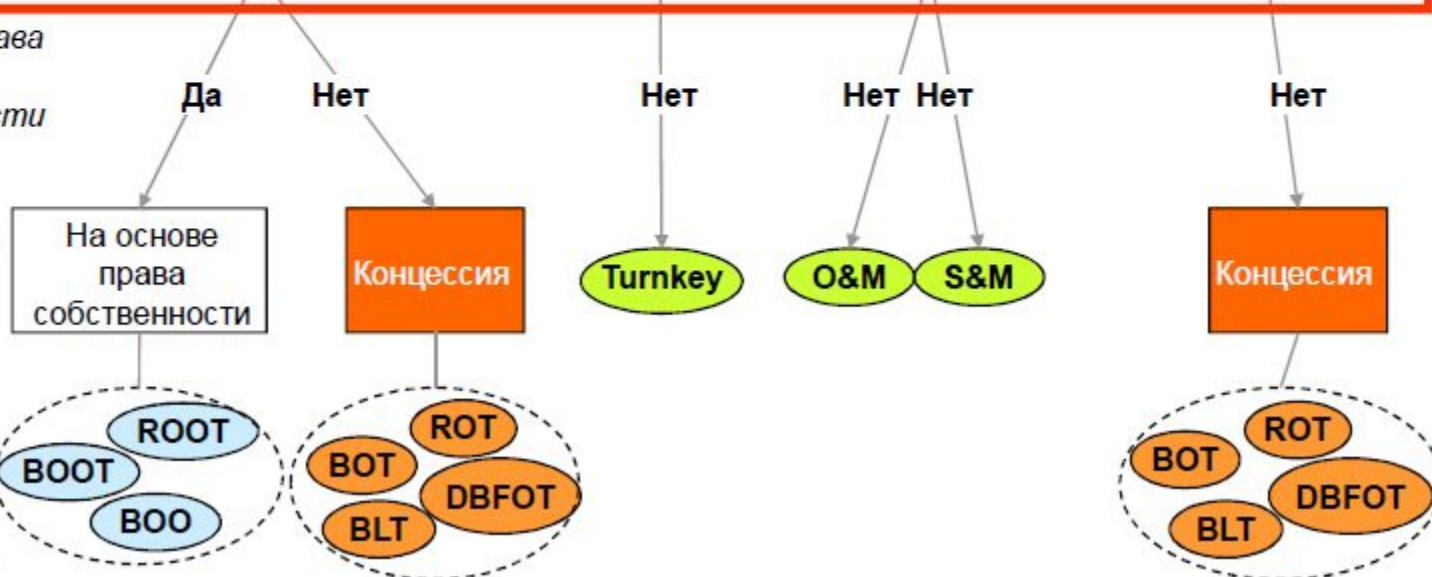 Да
Нет
Нет
Нет Нет
Нет
На основе
права
собственности
Концессия
Turnkey
O&M
S&M
Концессия
ROOT
BOOT
BOO
ROT
BOT
DBFOT
BLT
ROT
BOT
DBFOT
BLT